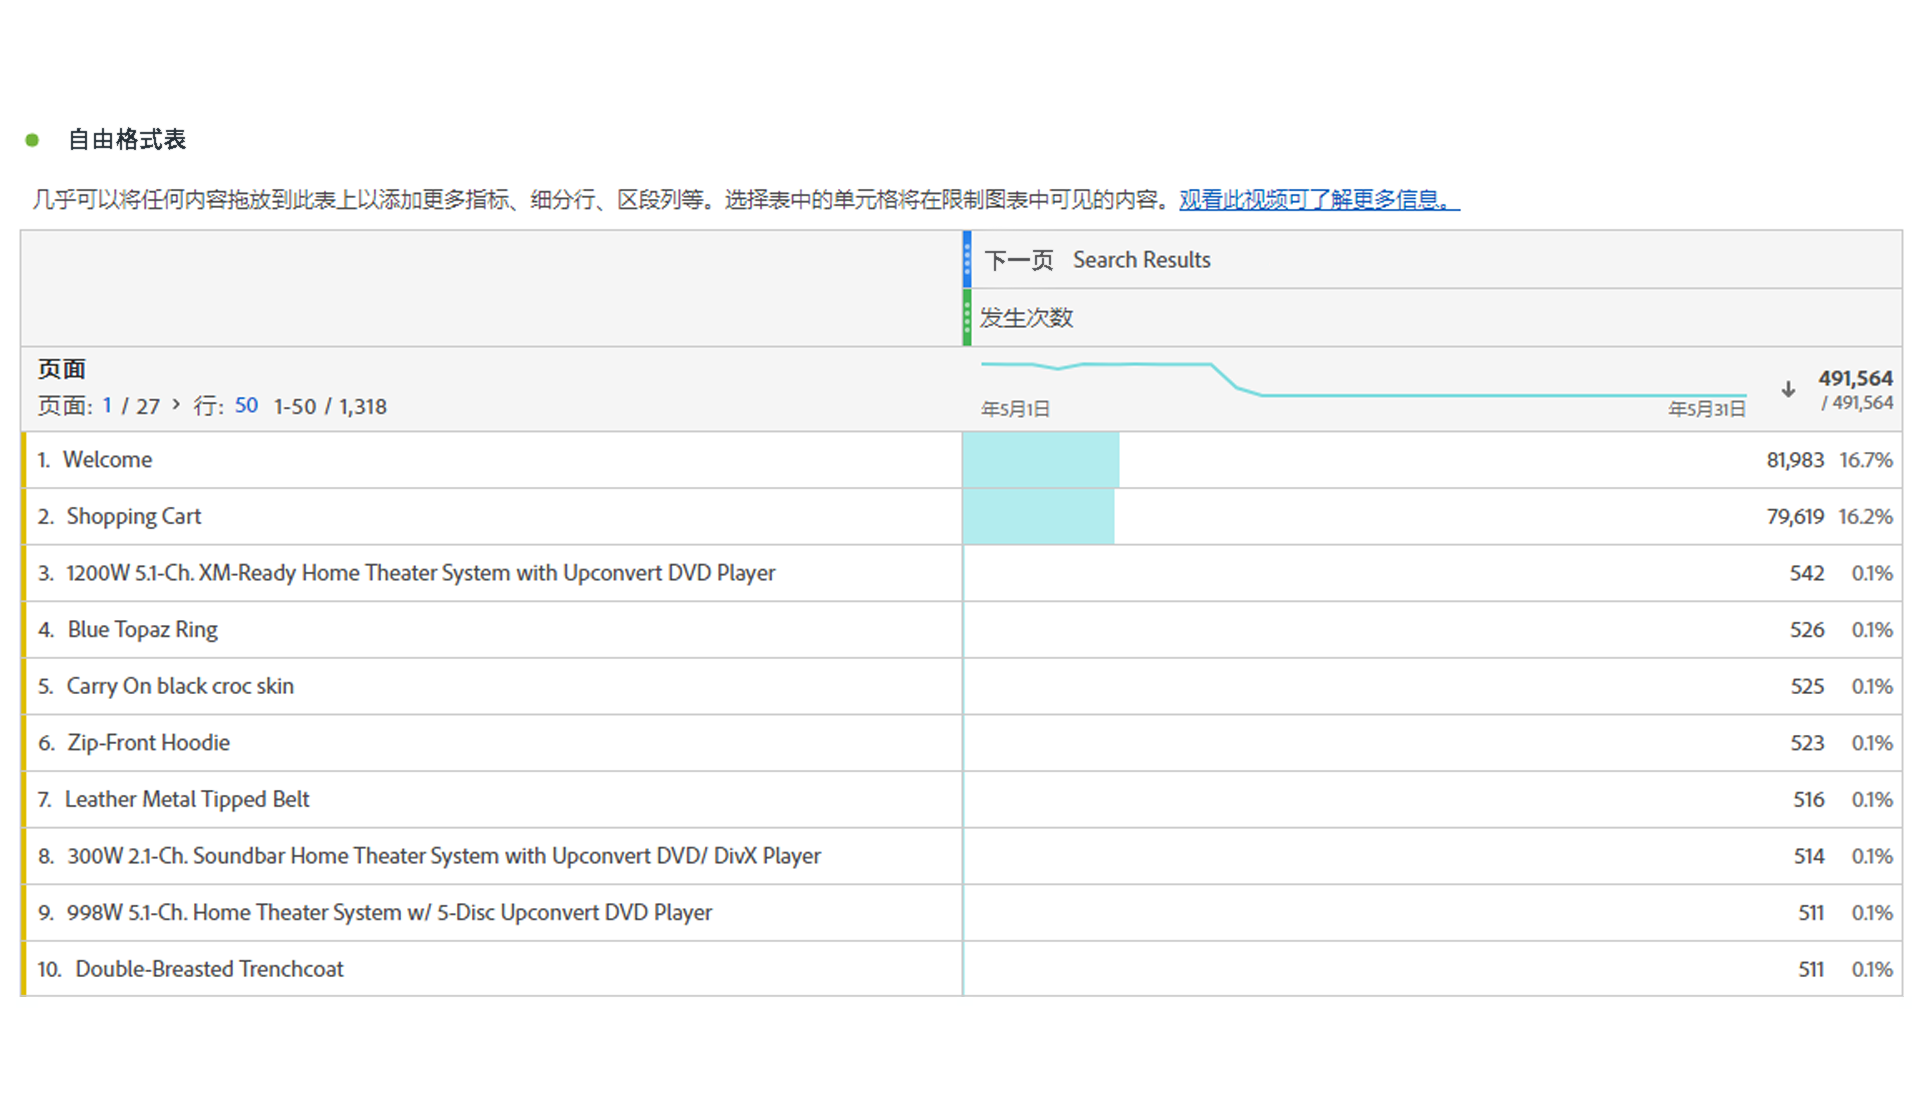 自由格式表
几乎可以将任何内容拖放到此表上以添加更多指标、细分行、区段列等。选择表中的单元格将在限制图表中可见的内容。观看此视频可了解更多信息。
下一页 Search Results
发生次数
页面
页面: 1 / 27 > 行: 50 1-50 / 1,318
年5月1日 年5月31日
491,564
/ 491,564
1. Welcome 81,983 16.7%
2. Shopping Cart 79,619 16.2%
3. 1200W 5.1-Ch. XM-Ready Home Theater System with Upconvert DVD Player 542 0.1%
4. Blue Topaz Ring 526 0.1%
5. Carry On black croc skin 525 0.1%
6. Zip-Front Hoodie 523 0.1%
7. Leather Metal Tipped Belt 516 0.1%
8. 300W 2.1-Ch. Soundbar Home Theater System with Upconvert DVD/ DivX Player 514 0.1%
9. 998W 5.1-Ch. Home Theater System w/ 5-Disc Upconvert DVD Player 511 0.1%
10. Double-Breasted Trenchcoat 511 0.1%